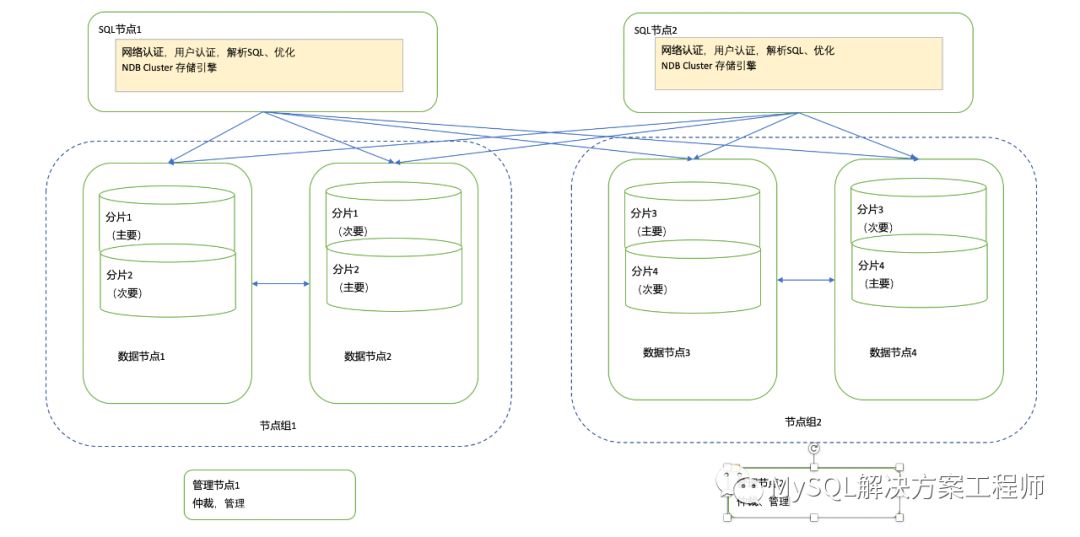 SQL节点1
网络认证，用户认证，解析SQL、优化
NDB Cluster 存储引擎
SQL节点2
网络认证，用户认证，解析SQL、优化
NDB Cluster 存储引擎
分片1
（主要）
分片2
（次要）
数据节点1
分片1
（次要）
分片2
（主要）
数据节点2
节点组1
分片3
（主要）
分片4
（次要）
数据节点3
分片3
（次要）
分片4
（主要）
数据节点4
节点组2
管理节点1
仲裁，管理
节点2
仲裁、管理
MySQL解决方案工程师